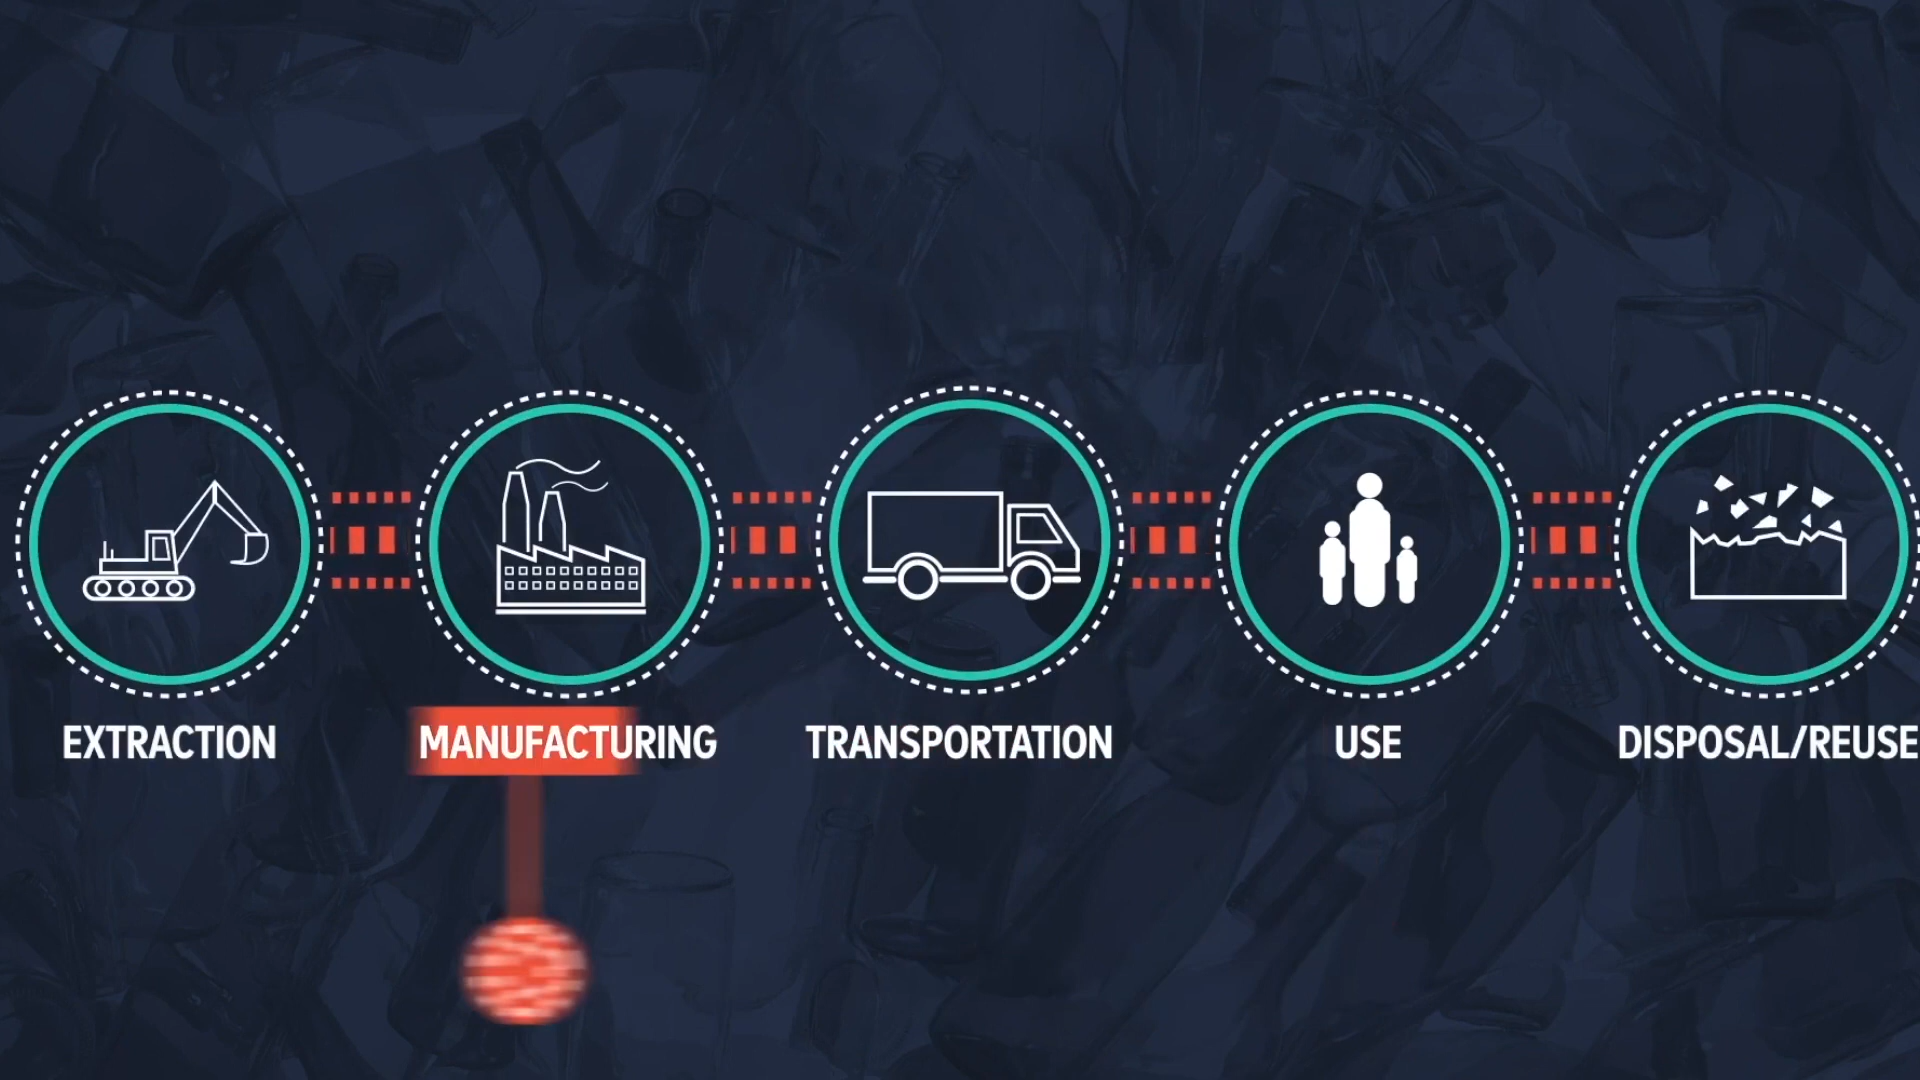 EXTRACTION
MANUFACTURING
TRANSPORTATION
USE
DISPOSAL/REUSE